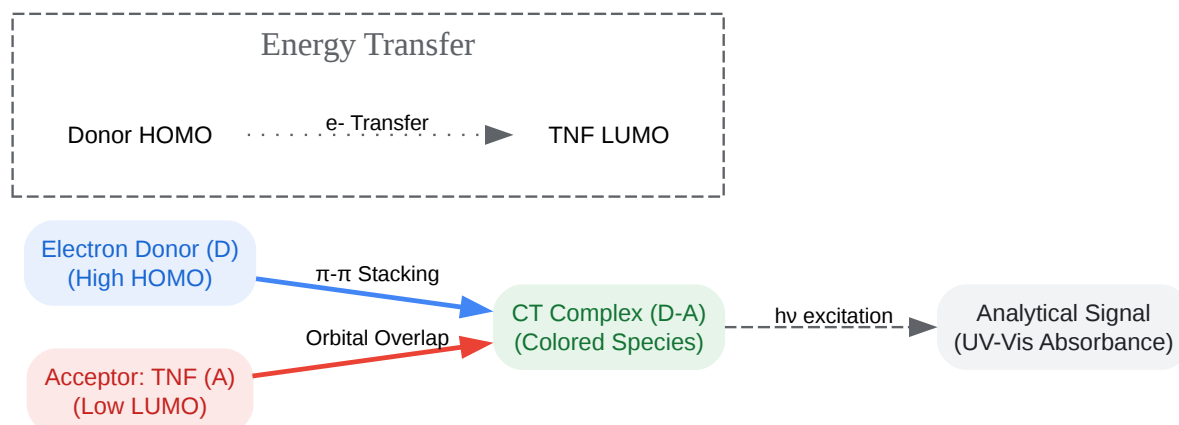 Energy Transfer
Donor HOMO
e- Transfer
TNF LUMO
Electron Donor (D)
(High HOMO)
π-π Stacking
Orbital Overlap
Acceptor: TNF (A)
(Low LUMO)
CT Complex (D-A)
(Colored Species)
hν excitation
Analytical Signal
(UV-Vis Absorbance)